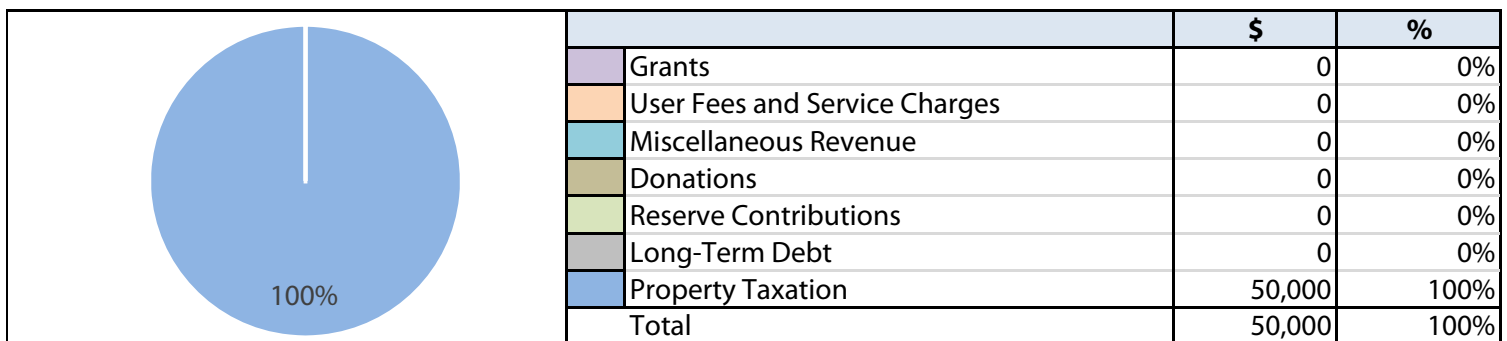 $ %
Grants 0 0%
User Fees and Service Charges 0 0%
Miscellaneous Revenue 0 0%
Donations 0 0%
Reserve Contributions 0 0%
Long-Term Debt 0 0%
Property Taxation 50,000 100%
Total 50,000 100%
100%